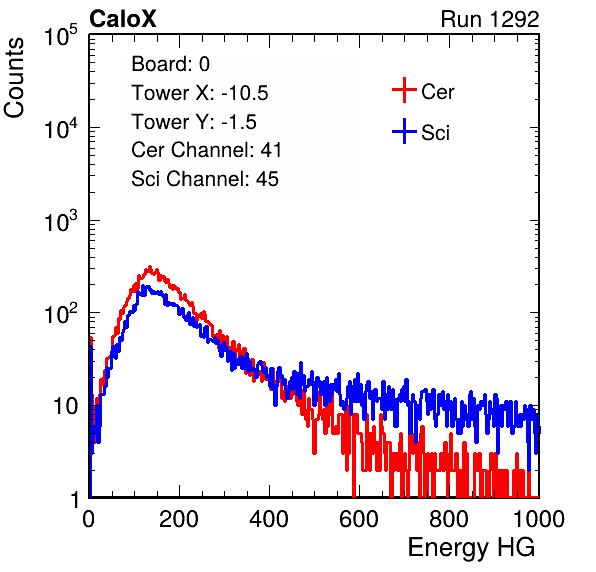 CaloX Run 1292
Counts
Board: 0
Tower X: -10.5
Tower Y: -1.5
Cer Channel: 41
Sci Channel: 45
Cer
Sci
10^5
10^4
10^3
10^2
10
1
0 200 400 600 800 1000
Energy HG